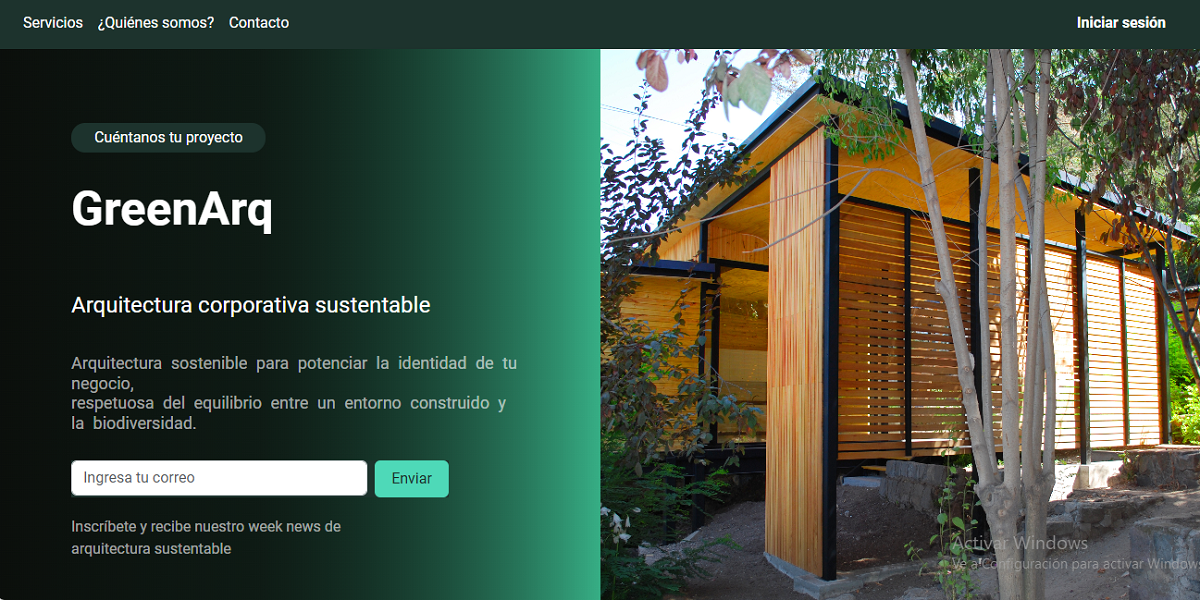 Servicios ¿Quiénes somos? Contacto Iniciar sesión
Cuéntanos tu proyecto
GreenArq
Arquitectura corporativa sustentable
Arquitectura sostenible para potenciar la identidad de tu
negocio,
respetuosa del equilibrio entre un entorno construido y
la biodiversidad.
Ingresa tu correo Enviar
Inscríbete y recibe nuestro week news de
arquitectura sustentable
Activar Windows
Ve a Configuración para activar Windows